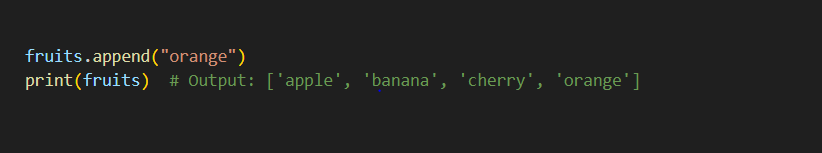 fruits.append("orange")
print(fruits)  # Output: ['apple', 'banana', 'cherry', 'orange']